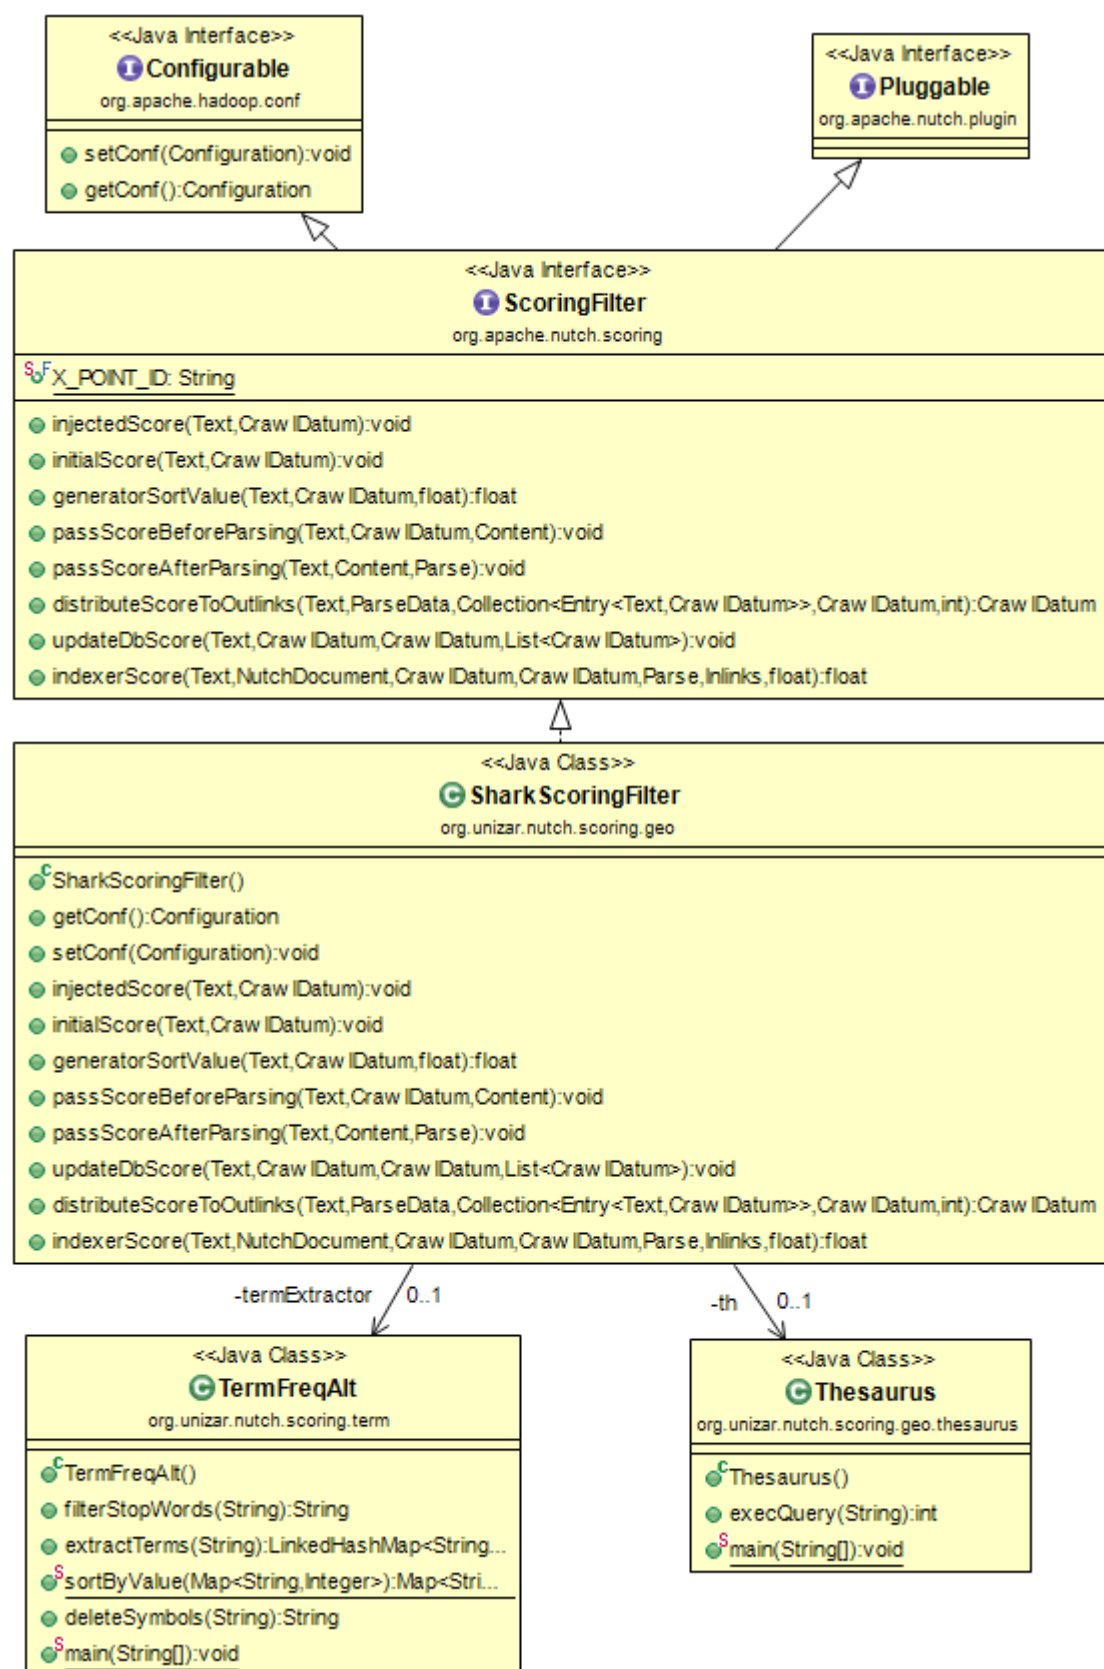 <<Java Interface>>
Configurable
org.apache.hadoop.conf
setConf(Configuration):void
getConf():Configuration
<<Java Interface>>
Pluggable
org.apache.nutch.plugin
<<Java Interface>>
ScoringFilter
org.apache.nutch.scoring
X_POINT_ID: String
injectedScore(Text,CrawlDatum):void
initialScore(Text,CrawlDatum):void
generatorSortValue(Text,CrawlDatum,float):float
passScoreBeforeParsing(Text,CrawlDatum,Content):void
passScoreAfterParsing(Text,Content,Parse):void
distributeScoreToOutlinks(Text,ParseData,Collection<Entry<Text,CrawlDatum>>,CrawlDatum,int):CrawlDatum
updateDbScore(Text,CrawlDatum,CrawlDatum,List<CrawlDatum>):void
indexerScore(Text,NutchDocument,CrawlDatum,CrawlDatum,Parse,Inlinks,float):float
<<Java Class>>
SharkScoringFilter
org.unizar.nutch.scoring.geo
SharkScoringFilter()
getConf():Configuration
setConf(Configuration):void
injectedScore(Text,CrawlDatum):void
initialScore(Text,CrawlDatum):void
generatorSortValue(Text,CrawlDatum,float):float
passScoreBeforeParsing(Text,CrawlDatum,Content):void
passScoreAfterParsing(Text,Content,Parse):void
updateDbScore(Text,CrawlDatum,CrawlDatum,List<CrawlDatum>):void
distributeScoreToOutlinks(Text,ParseData,Collection<Entry<Text,CrawlDatum>>,CrawlDatum,int):CrawlDatum
indexerScore(Text,NutchDocument,CrawlDatum,CrawlDatum,Parse,Inlinks,float):float
-termExtractor 0..1
-th 0..1
<<Java Class>>
TermFreqAlt
org.unizar.nutch.scoring.term
TermFreqAlt()
filterStopWords(String):String
extractTerms(String):LinkedHashMap<String...
sortByValue(Map<String,Integer>):Map<Stri...
deleteSymbols(String):String
main(String[]):void
<<Java Class>>
Thesaurus
org.unizar.nutch.scoring.geo.thesaurus
Thesaurus()
execQuery(String):int
main(String[]):void